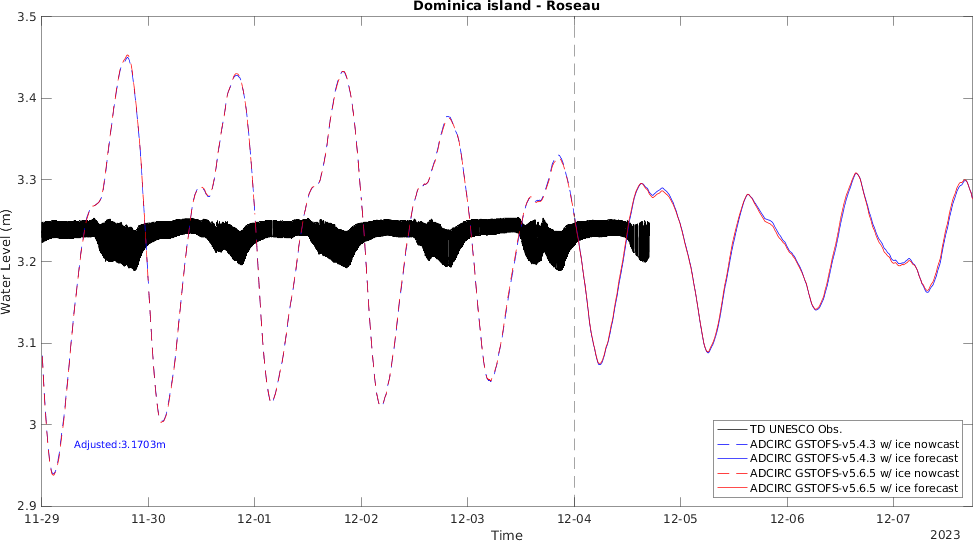 Dominica island - Roseau
3.5
3.4
3.3
3.2
3.1
3
2.9
Water Level (m)
Adjusted:3.1703m
TD UNESCO Obs.
ADCIRC GSTOFS-v5.4.3 w/ ice nowcast
ADCIRC GSTOFS-v5.4.3 w/ ice forecast
ADCIRC GSTOFS-v5.6.5 w/ ice nowcast
ADCIRC GSTOFS-v5.6.5 w/ ice forecast
11-29 11-30 12-01 12-02 12-03 12-04 12-05 12-06 12-07
Time
2023